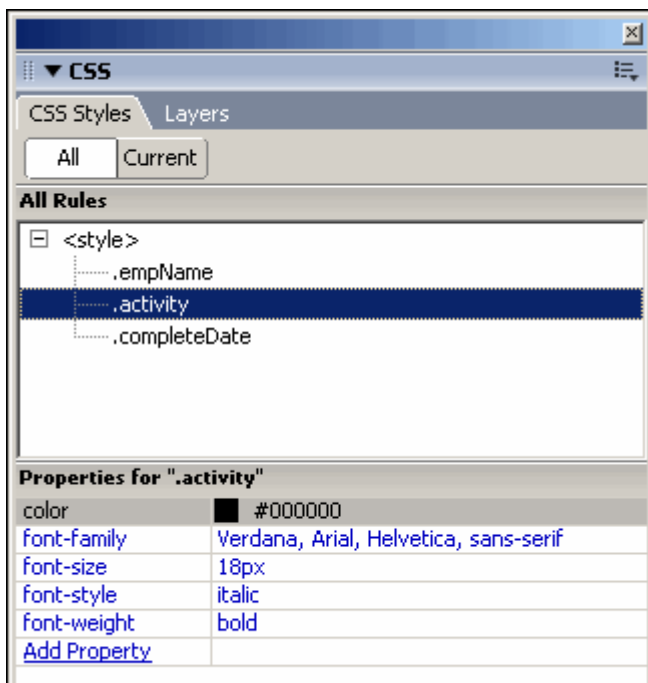 CSS
CSS Styles Layers
All Current
All Rules
<style>
.empName
.activity
.completeDate
Properties for ".activity"
color #000000
font-family Verdana, Arial, Helvetica, sans-serif
font-size 18px
font-style italic
font-weight bold
Add Property